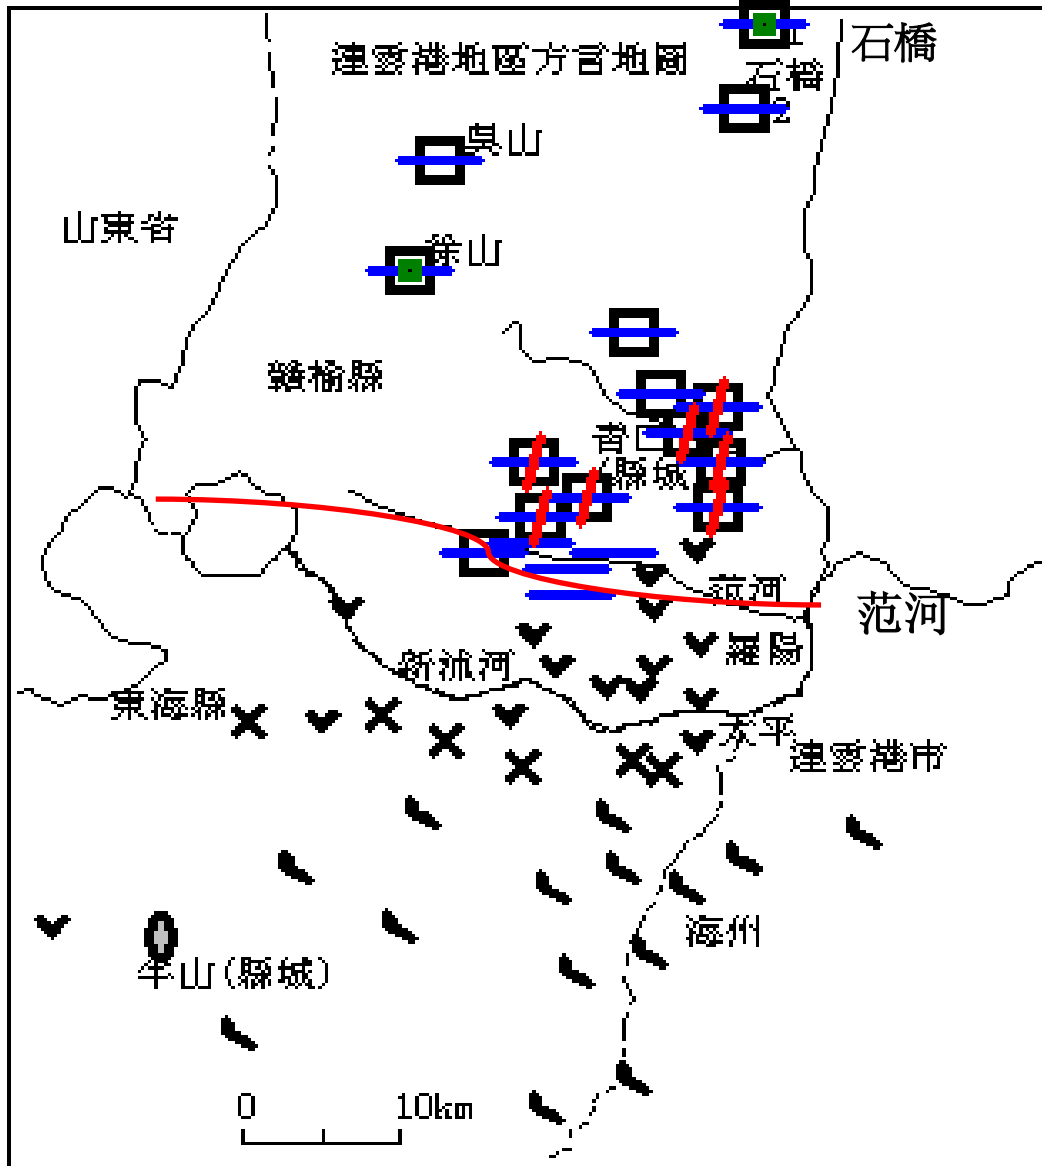 石橋
連雲港地區方言地圖
1
石橋
2
吳山
山東省
徐山
贛榆縣
青口
(縣城
范河
范河
羅陽
新沭河
東海縣
太平
連雲港市
海州
牛山(縣城)
0 10km